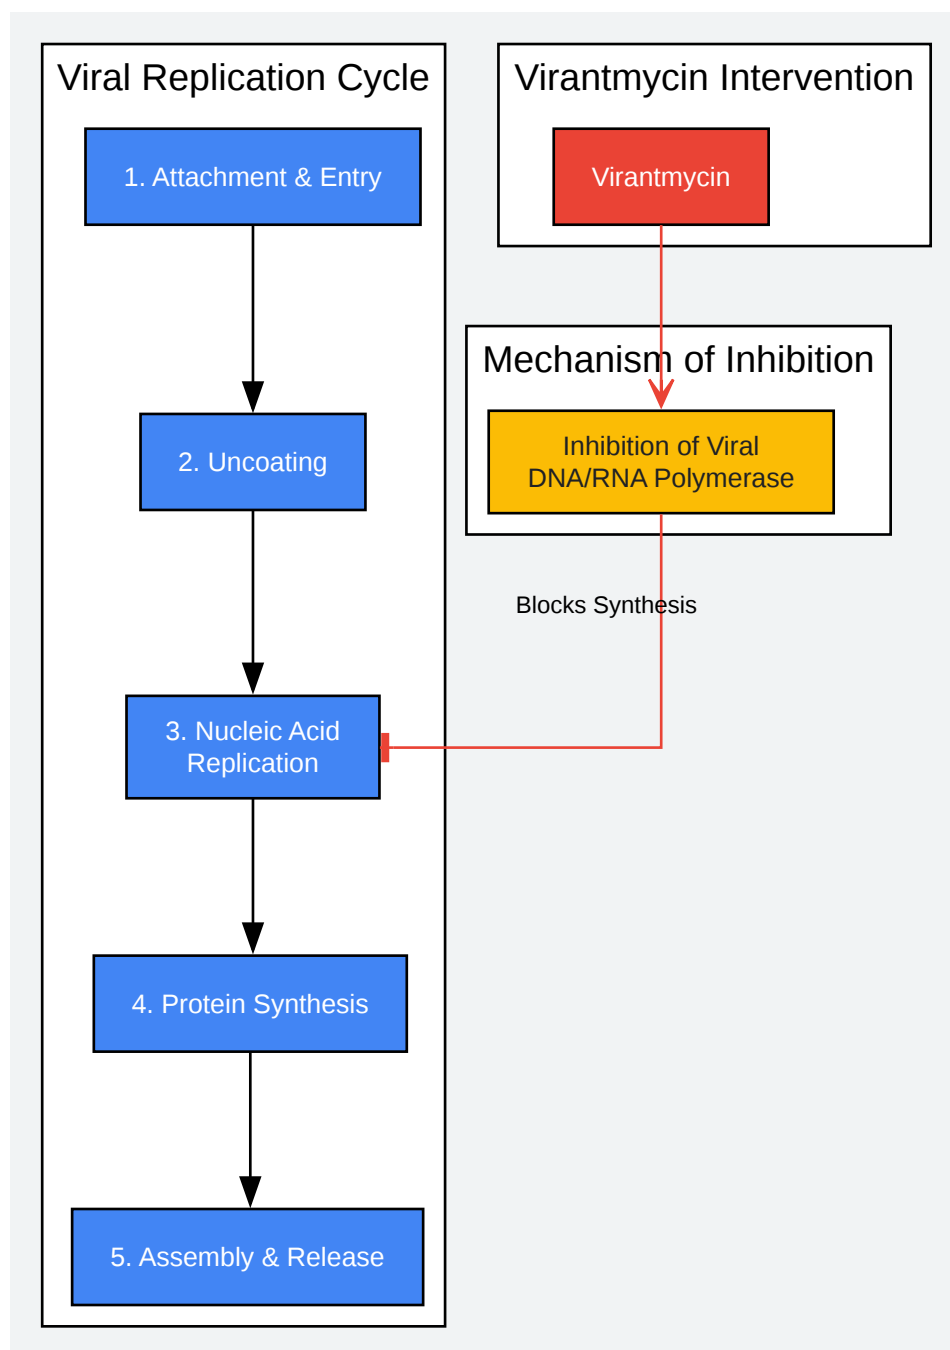 Viral Replication Cycle
1. Attachment & Entry
2. Uncoating
3. Nucleic Acid
Replication
4. Protein Synthesis
5. Assembly & Release
Virantmycin Intervention
Virantmycin
Mechanism of Inhibition
Inhibition of Viral
DNA/RNA Polymerase
Blocks Synthesis